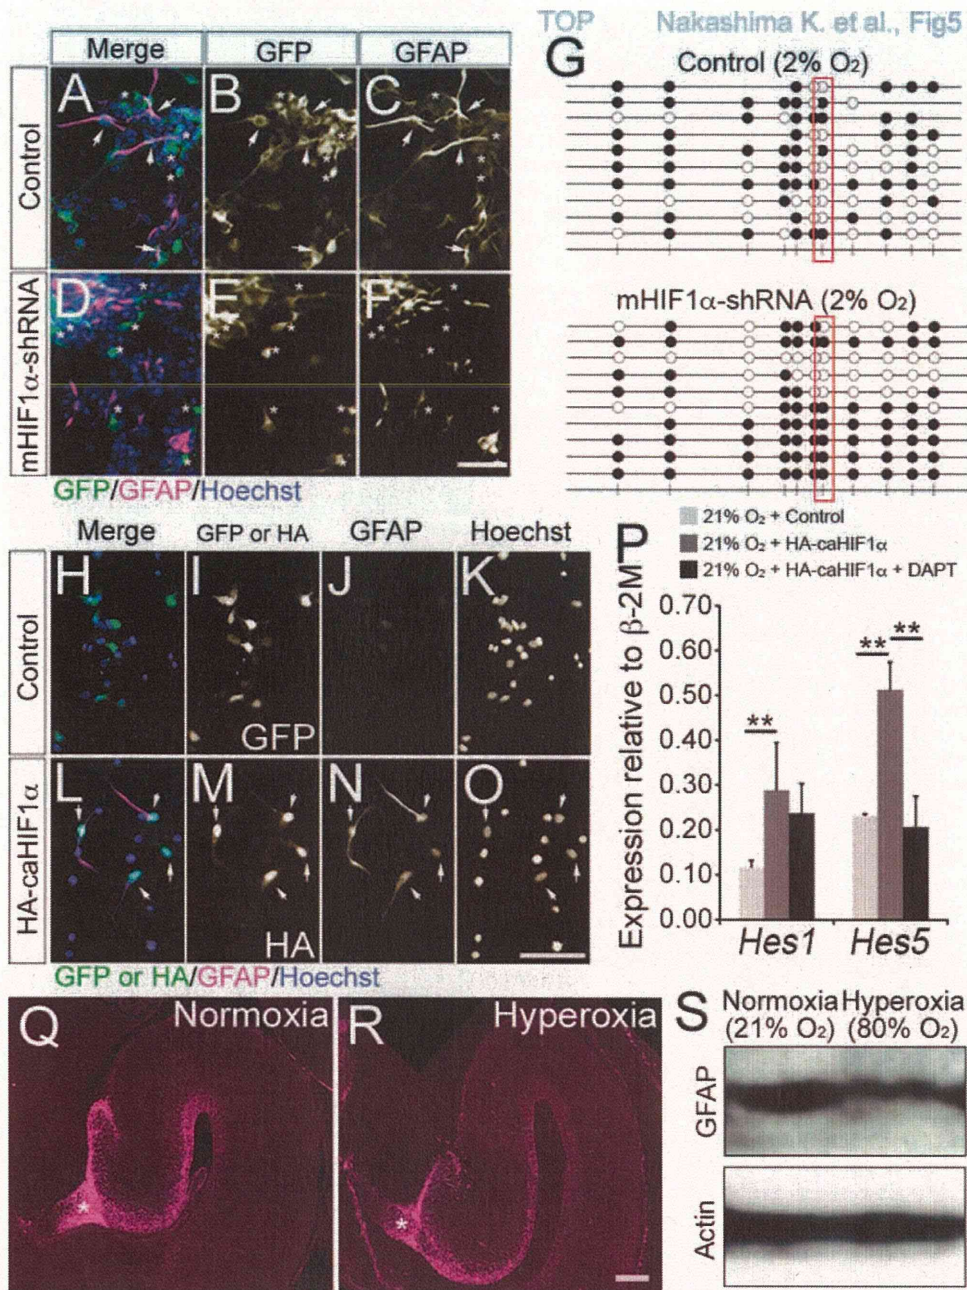 TOP Nakashima K. et al., Fig5
Merge GFP GFAP
Control
A B C
mHIF1α-shRNA
D E F
GFP/GFAP/Hoechst
G
Control (2% O₂)
mHIF1α-shRNA (2% O₂)
Merge GFP or HA GFAP Hoechst
Control
H I J K
GFP
HA-caHIF1α
L M N O
HA
GFP or HA/GFAP/Hoechst
P
21% O₂ + Control
21% O₂ + HA-caHIF1α
21% O₂ + HA-caHIF1α + DAPT
Expression relative to β-2M
0.70
0.60
0.50
0.40
0.30
0.20
0.10
0.00
**
** **
Hes1 Hes5
Q Normoxia
*
R Hyperoxia
*
S
Normoxia Hyperoxia
(21% O₂) (80% O₂)
GFAP
Actin